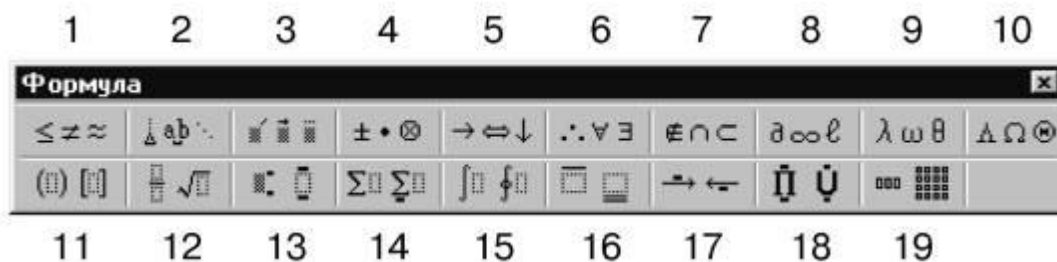 1 2 3 4 5 6 7 8 9 10
Формула
≤ ≠ ≈ a͟b ⋱ ± • ⊗ → ⇔ ↓ ∴ ∀ ∃ ∉ ∩ ⊂ ∂ ∞ ℓ λ ω θ Λ Ω Θ
(▯) [▯] √▯ Σ▯ Σ▯ ∫▯ ∮▯ → ← Π̣ U̇
11 12 13 14 15 16 17 18 19